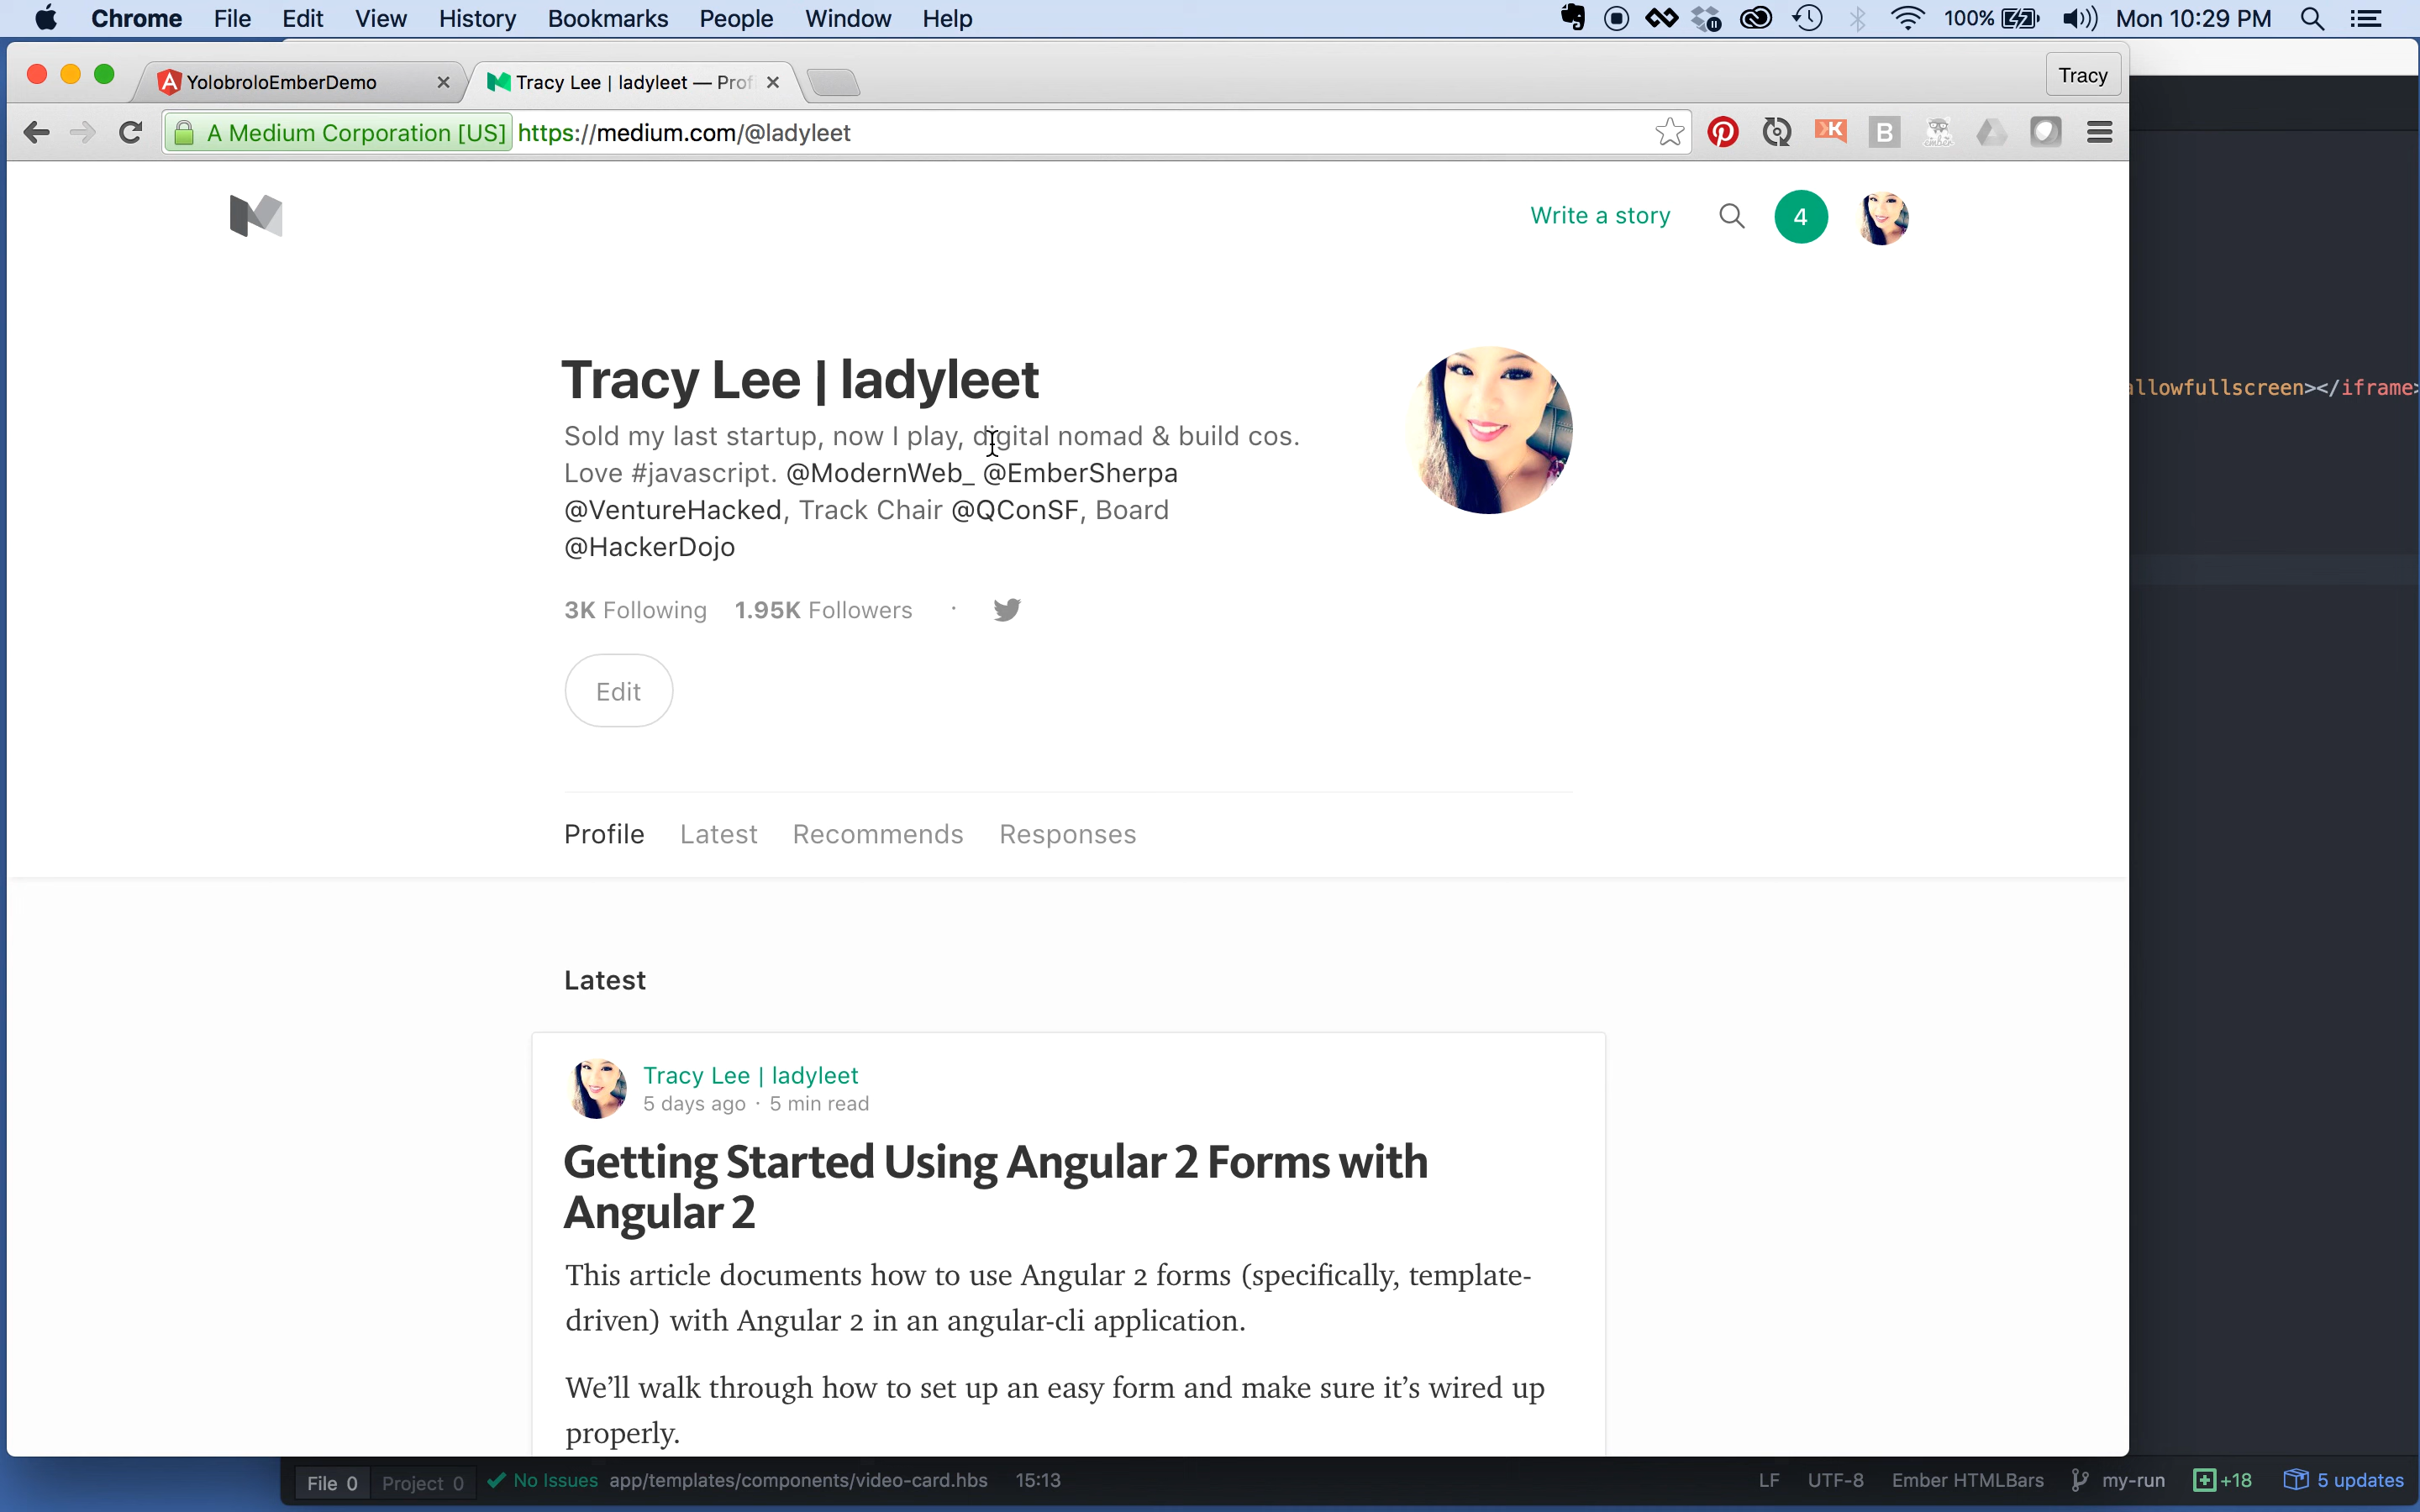 Chrome File Edit View History Bookmarks People Window Help 100% Mon 10:29 PM
YolobroloEmberDemo Tracy Lee | ladyleet — Prof Tracy
A Medium Corporation [US] https://medium.com/@ladyleet
Write a story 4
Tracy Lee | ladyleet
Sold my last startup, now I play, digital nomad & build cos.
Love #javascript. @ModernWeb_ @EmberSherpa
@VentureHacked, Track Chair @QConSF, Board
@HackerDojo
3K Following 1.95K Followers ·
Edit
Profile Latest Recommends Responses
Latest
Tracy Lee | ladyleet
5 days ago · 5 min read
Getting Started Using Angular 2 Forms with
Angular 2
This article documents how to use Angular 2 forms (specifically, template-
driven) with Angular 2 in an angular-cli application.
We’ll walk through how to set up an easy form and make sure it’s wired up
properly.
allowfullscreen></iframe>
File 0 Project 0 No Issues app/templates/components/video-card.hbs 15:13 LF UTF-8 Ember HTMLBars my-run +18 5 updates